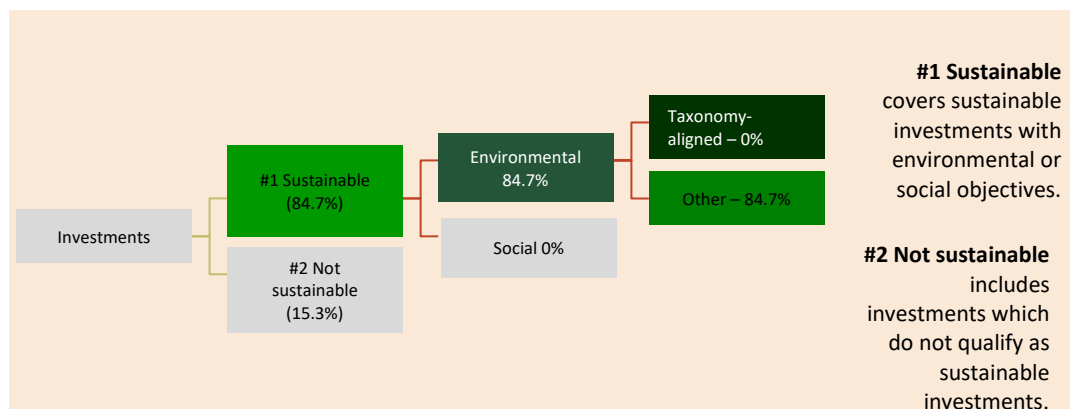 Investments
#1 Sustainable
(84.7%)
#2 Not
sustainable
(15.3%)
Environmental
84.7%
Social 0%
Taxonomy-
aligned – 0%
Other – 84.7%
#1 Sustainable
covers sustainable
investments with
environmental or
social objectives.
#2 Not sustainable
includes
investments which
do not qualify as
sustainable
investments.